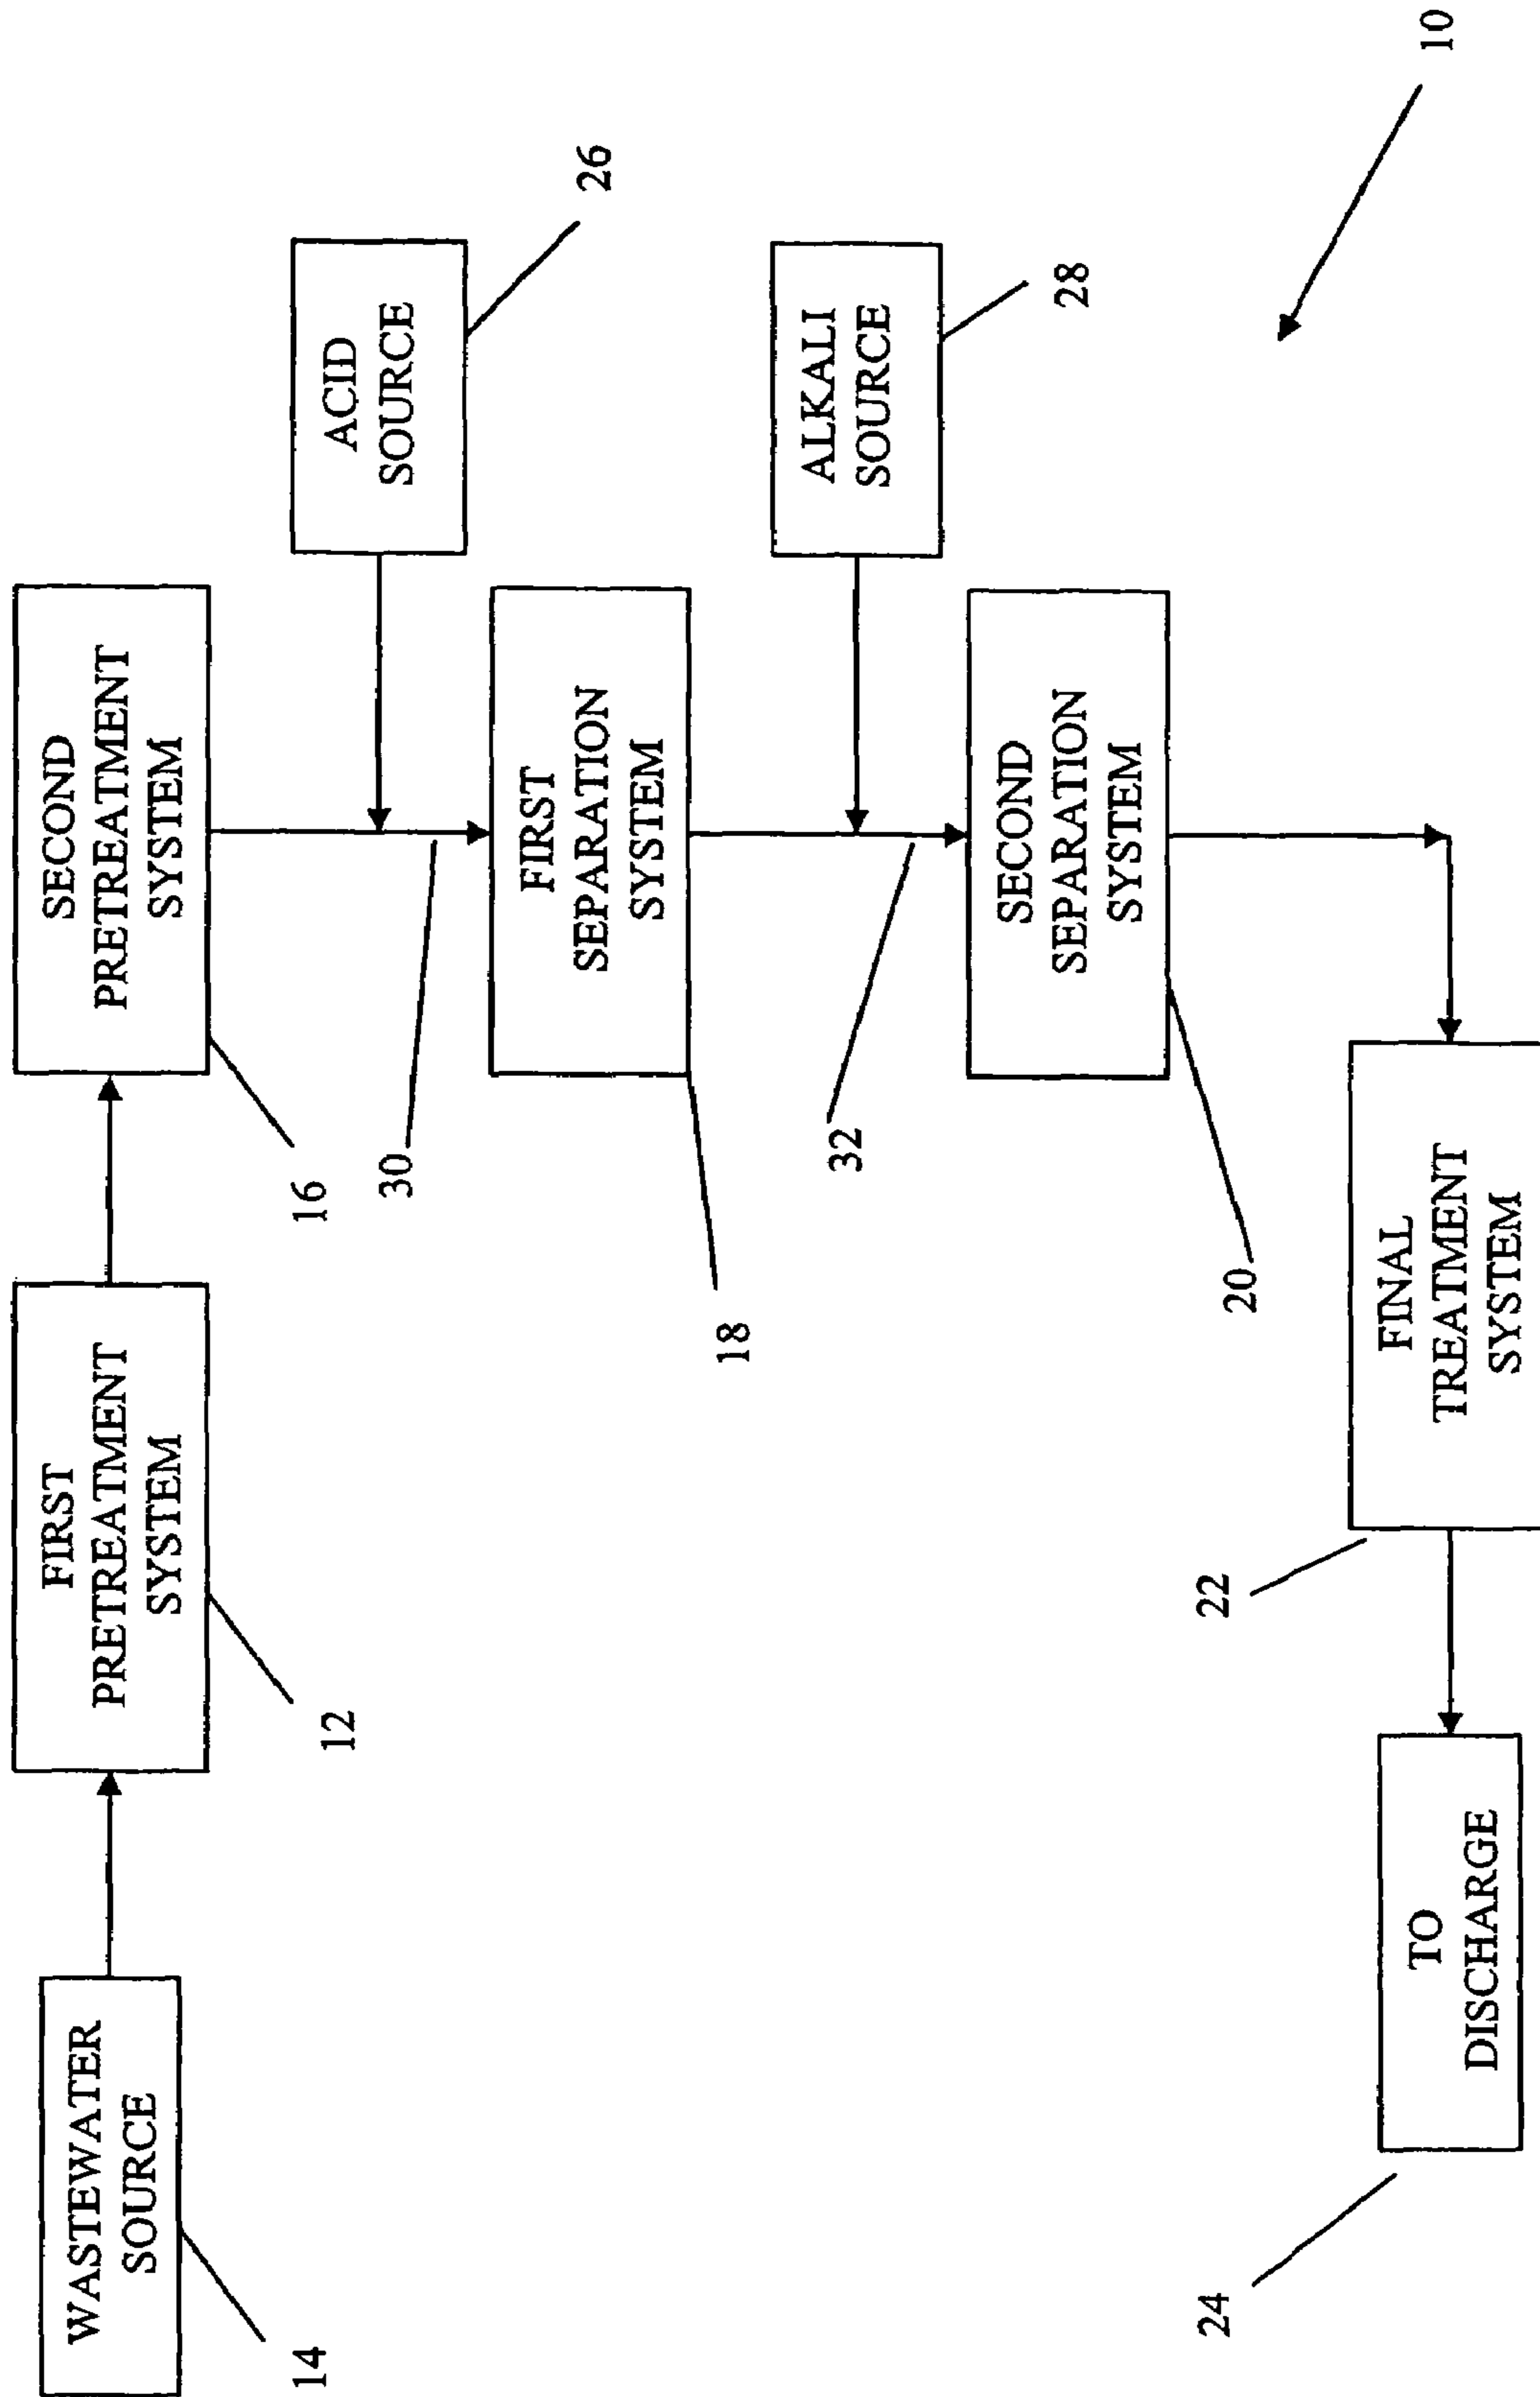 WASTEWATER
SOURCE
14
FIRST
PRETREATMENT
SYSTEM
12
SECOND
PRETREATMENT
SYSTEM
16
ACID
SOURCE
26
30
FIRST
SEPARATION
SYSTEM
18
ALKALI
SOURCE
28
32
SECOND
SEPARATION
SYSTEM
20
FINAL
TREATMENT
SYSTEM
22
TO
DISCHARGE
24
10